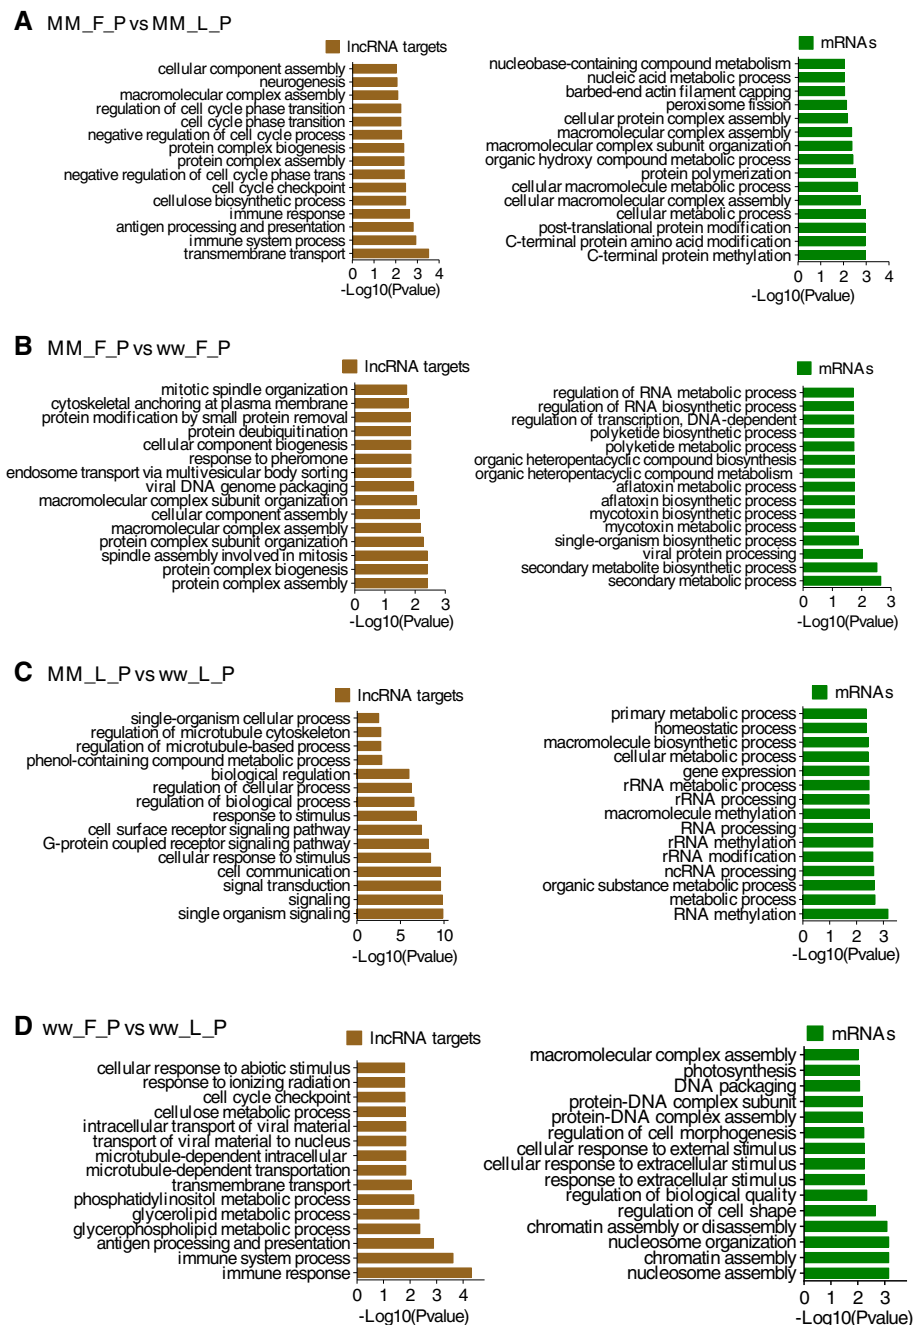 A MM_F_P vs MM_L_P
lncRNA targets
cellular component assembly
neurogenesis
macromolecular complex assembly
regulation of cell cycle phase transition
cell cycle phase transition
negative regulation of cell cycle process
protein complex biogenesis
protein complex assembly
negative regulation of cell cycle phase trans
cell cycle checkpoint
cellulose biosynthetic process
immune response
antigen processing and presentation
immune system process
transmembrane transport
0 1 2 3 4
-Log10(Pvalue)
mRNAs
nucleobase-containing compound metabolism
nucleic acid metabolic process
barbed-end actin filament capping
peroxisome fission
cellular protein complex assembly
macromolecular complex assembly
macromolecular complex subunit organization
organic hydroxy compound metabolic process
protein polymerization
cellular macromolecule metabolic process
cellular macromolecular complex assembly
cellular metabolic process
post-translational protein modification
C-terminal protein amino acid modification
C-terminal protein methylation
0 1 2 3 4
-Log10(Pvalue)
B MM_F_P vs ww_F_P
lncRNA targets
mitotic spindle organization
cytoskeletal anchoring at plasma membrane
protein modification by small protein removal
protein deubiquitination
cellular component biogenesis
response to pheromone
endosome transport via multivesicular body sorting
viral DNA genome packaging
macromolecular complex subunit organization
cellular component assembly
macromolecular complex assembly
protein complex subunit organization
spindle assembly involved in mitosis
protein complex biogenesis
protein complex assembly
0 1 2 3
-Log10(Pvalue)
mRNAs
regulation of RNA metabolic process
regulation of RNA biosynthetic process
regulation of transcription, DNA-dependent
polyketide biosynthetic process
polyketide metabolic process
organic heteropentacyclic compound biosynthesis
organic heteropentacyclic compound metabolism
aflatoxin metabolic process
aflatoxin biosynthetic process
mycotoxin biosynthetic process
mycotoxin metabolic process
single-organism biosynthetic process
viral protein processing
secondary metabolite biosynthetic process
secondary metabolic process
0 1 2 3
-Log10(Pvalue)
C MM_L_P vs ww_L_P
lncRNA targets
single-organism cellular process
regulation of microtubule cytoskeleton
regulation of microtubule-based process
phenol-containing compound metabolic process
biological regulation
regulation of cellular process
regulation of biological process
response to stimulus
cell surface receptor signaling pathway
G-protein coupled receptor signaling pathway
cellular response to stimulus
cell communication
signal transduction
signaling
single organism signaling
0 5 10
-Log10(Pvalue)
mRNAs
primary metabolic process
homeostatic process
macromolecule biosynthetic process
cellular metabolic process
gene expression
rRNA metabolic process
rRNA processing
macromolecule methylation
RNA processing
rRNA methylation
rRNA modification
ncRNA processing
organic substance metabolic process
metabolic process
RNA methylation
0 1 2 3
-Log10(Pvalue)
D ww_F_P vs ww_L_P
lncRNA targets
cellular response to abiotic stimulus
response to ionizing radiation
cell cycle checkpoint
cellulose metabolic process
intracellular transport of viral material
transport of viral material to nucleus
microtubule-dependent intracellular
microtubule-dependent transportation
transmembrane transport
phosphatidylinositol metabolic process
glycerolipid metabolic process
glycerophospholipid metabolic process
antigen processing and presentation
immune system process
immune response
0 1 2 3 4
-Log10(Pvalue)
mRNAs
macromolecular complex assembly
photosynthesis
DNA packaging
protein-DNA complex subunit
protein-DNA complex assembly
regulation of cell morphogenesis
cellular response to external stimulus
cellular response to extracellular stimulus
response to extracellular stimulus
regulation of biological quality
regulation of cell shape
chromatin assembly or disassembly
nucleosome organization
chromatin assembly
nucleosome assembly
0 1 2 3
-Log10(Pvalue)